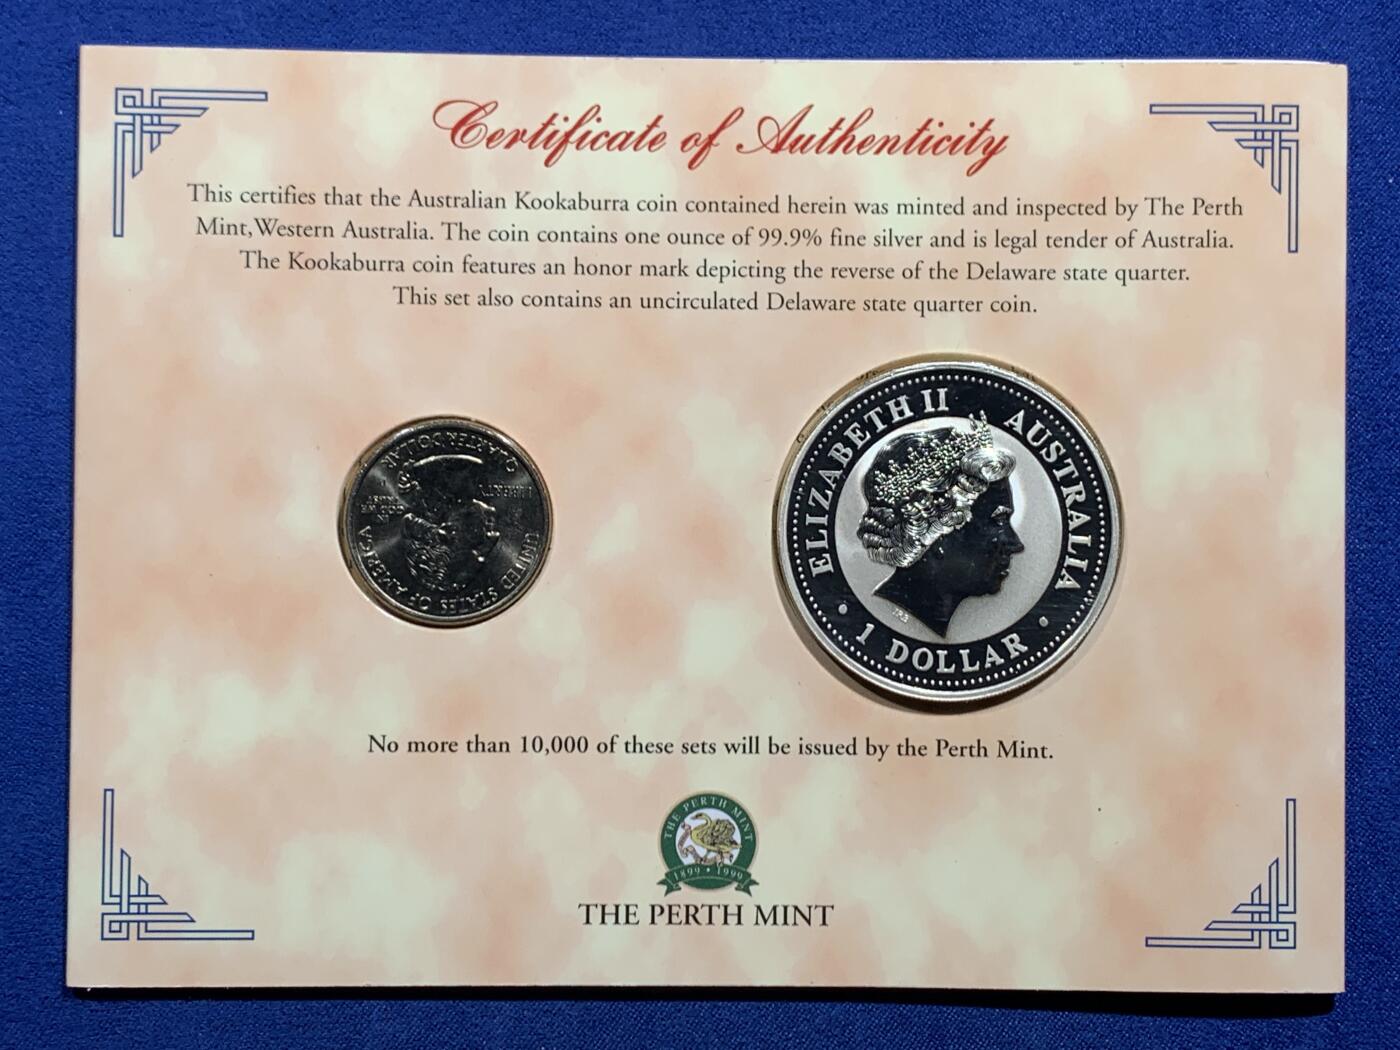 Certificate of Authenticity
This certifies that the Australian Kookaburra coin contained herein was minted and inspected by The Perth
Mint,Western Australia. The coin contains one ounce of 99.9% fine silver and is legal tender of Australia.
The Kookaburra coin features an honor mark depicting the reverse of the Delaware state quarter.
This set also contains an uncirculated Delaware state quarter coin.
UNITED STATES OF AMERICA
LIBERTY
IN GOD WE TRUST
QUARTER DOLLAR
ELIZABETH II
AUSTRALIA
1 DOLLAR
No more than 10,000 of these sets will be issued by the Perth Mint.
THE PERTH MINT
1899 • 1999
THE PERTH MINT